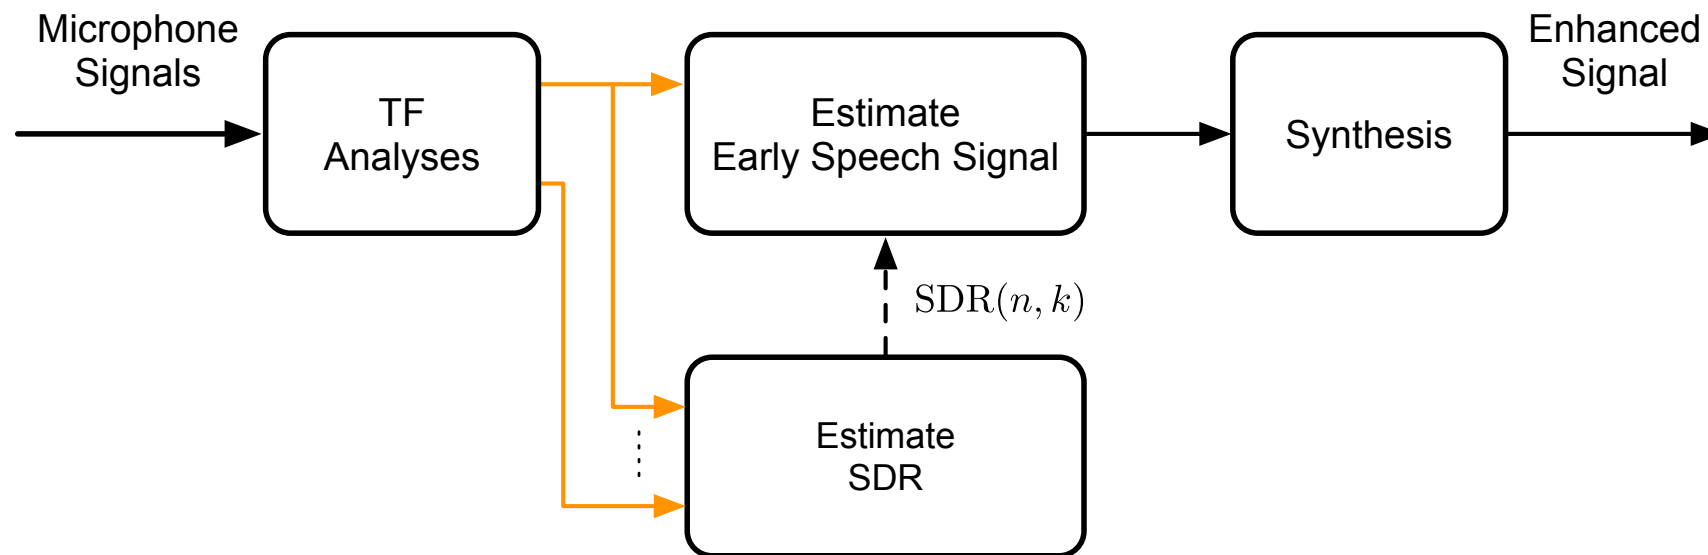 Microphone
Signals
TF
Analyses
Estimate
Early Speech Signal
Synthesis
Enhanced
Signal
SDR(n, k)
Estimate
SDR